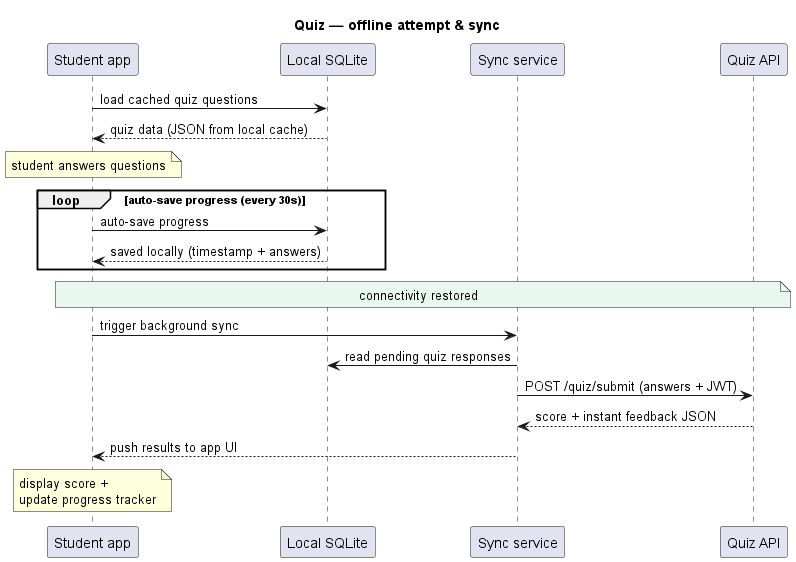 Quiz — offline attempt & sync
Student app
Local SQLite
Sync service
Quiz API
load cached quiz questions
quiz data (JSON from local cache)
student answers questions
loop
[auto-save progress (every 30s)]
auto-save progress
saved locally (timestamp + answers)
connectivity restored
trigger background sync
read pending quiz responses
POST /quiz/submit (answers + JWT)
score + instant feedback JSON
push results to app UI
display score +
update progress tracker
Student app
Local SQLite
Sync service
Quiz API